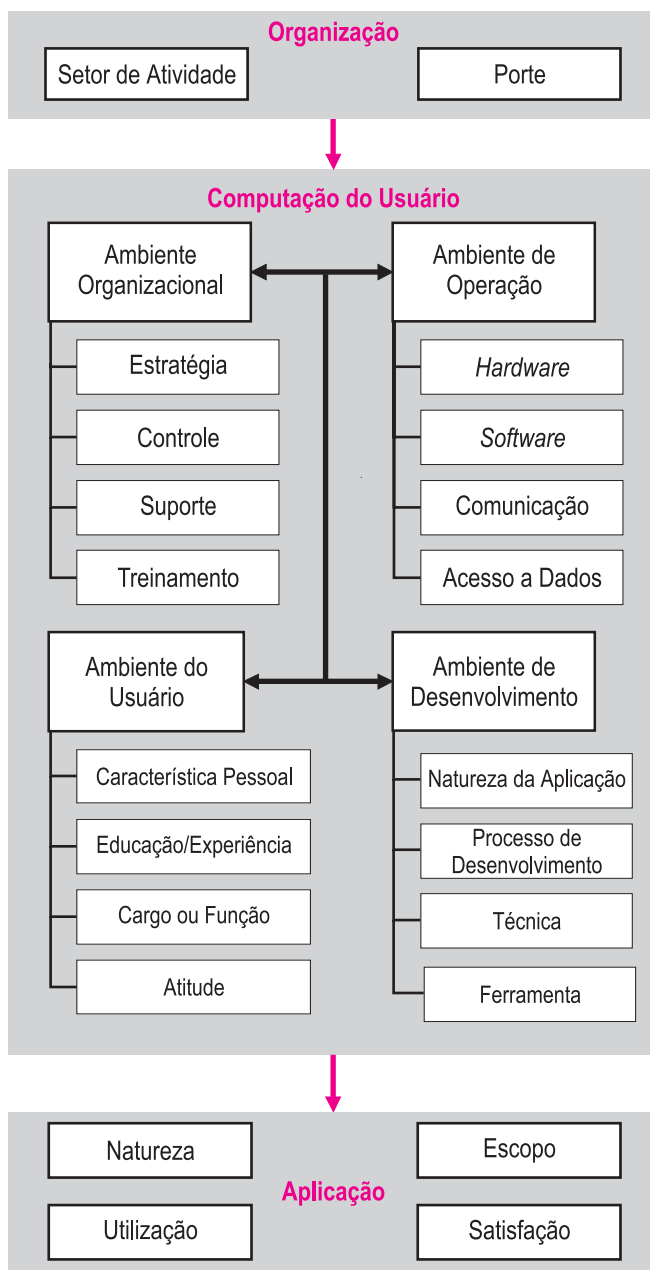 Organização
Setor de Atividade
Porte
Computação do Usuário
Ambiente
Organizacional
Estratégia
Controle
Suporte
Treinamento
Ambiente de
Operação
Hardware
Software
Comunicação
Acesso a Dados
Ambiente do
Usuário
Característica Pessoal
Educação/Experiência
Cargo ou Função
Atitude
Ambiente de
Desenvolvimento
Natureza da Aplicação
Processo de
Desenvolvimento
Técnica
Ferramenta
Natureza
Escopo
Aplicação
Utilização
Satisfação